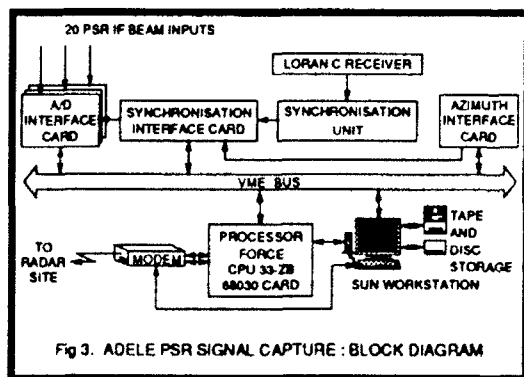 20 PSR IF BEAM INPUTS
LORAN C RECEIVER
A/D
INTERFACE
CARD
SYNCHRONISATION
INTERFACE CARD
SYNCHRONISATION
UNIT
AZIMUTH
INTERFACE
CARD
VME BUS
TO
RADAR
SITE
MODEM
PROCESSOR
FORCE
CPU 33-ZB
68030 CARD
TAPE
AND
DISC
STORAGE
SUN WORKSTATION
Fig 3. ADELE PSR SIGNAL CAPTURE : BLOCK DIAGRAM